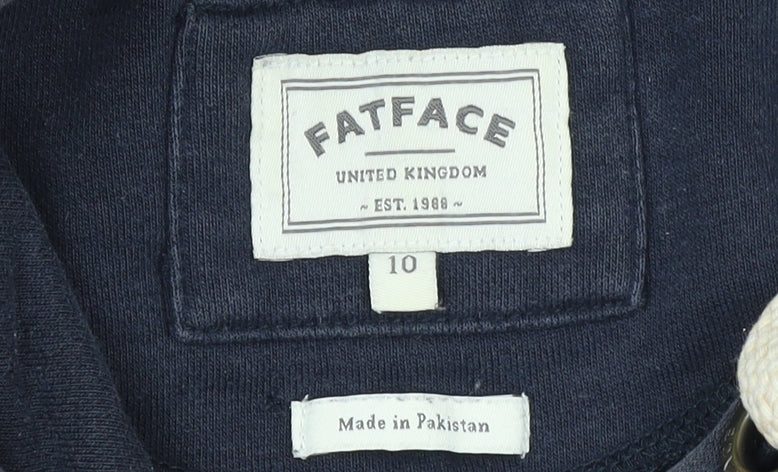 FATFACE
UNITED KINGDOM
~ EST. 1988 ~
10
Made in Pakistan